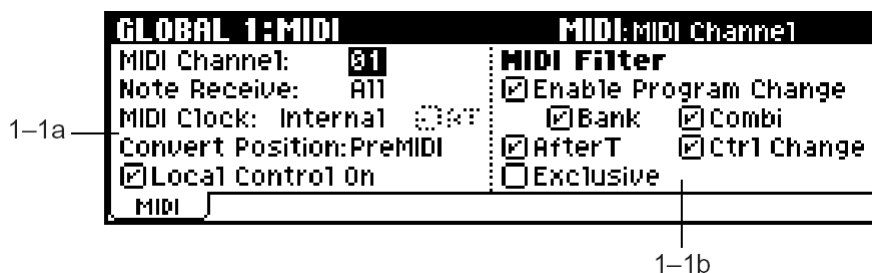 GLOBAL 1:MIDI MIDI:MIDI Channel
MIDI Channel: 01
Note Receive: All
MIDI Clock: Internal
Convert Position:PreMIDI
Local Control On
MIDI Filter
Enable Program Change
Bank Combi
AfterT Ctrl Change
Exclusive
MIDI
1–1a
1–1b